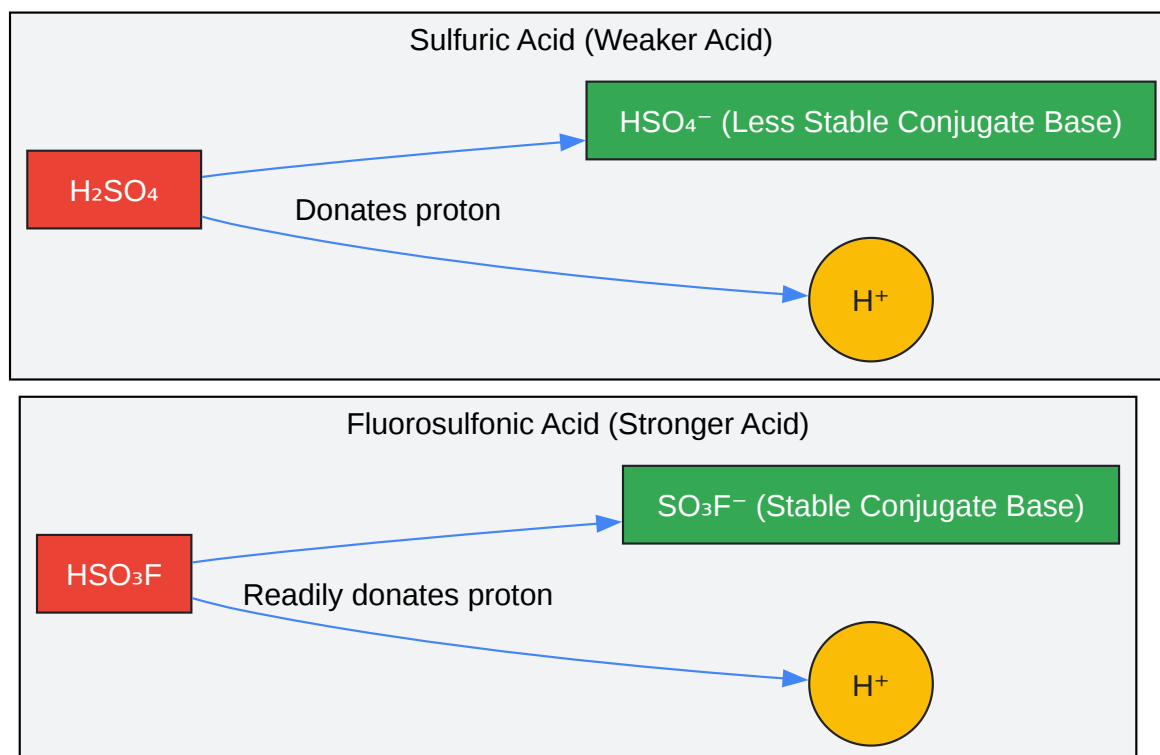 Sulfuric Acid (Weaker Acid)
HSO₄⁻ (Less Stable Conjugate Base)
H₂SO₄
Donates proton
H⁺
Fluorosulfonic Acid (Stronger Acid)
SO₃F⁻ (Stable Conjugate Base)
HSO₃F
Readily donates proton
H⁺